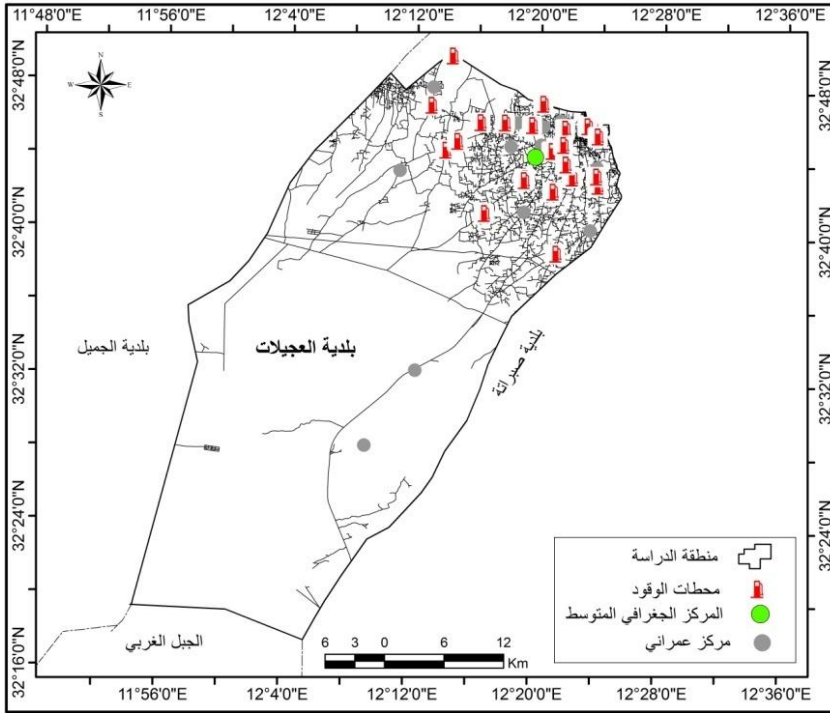 11°48'0"E 11°56'0"E 12°4'0"E 12°12'0"E 12°20'0"E 12°28'0"E 12°36'0"E
N
W E
S
32°48'0"N 32°48'0"N
32°40'0"N 32°40'0"N
بلدية الجميل
بلدية العجيلات
بلدية صبراتة
32°32'0"N 32°32'0"N
32°24'0"N 32°24'0"N
منطقة الدراسة
محطات الوقود
المركز الجغرافي المتوسط
مركز عمراني
الجبل الغربي
6 3 0 6 12
Km
32°16'0"N
11°56'0"E 12°4'0"E 12°12'0"E 12°20'0"E 12°28'0"E 12°36'0"E